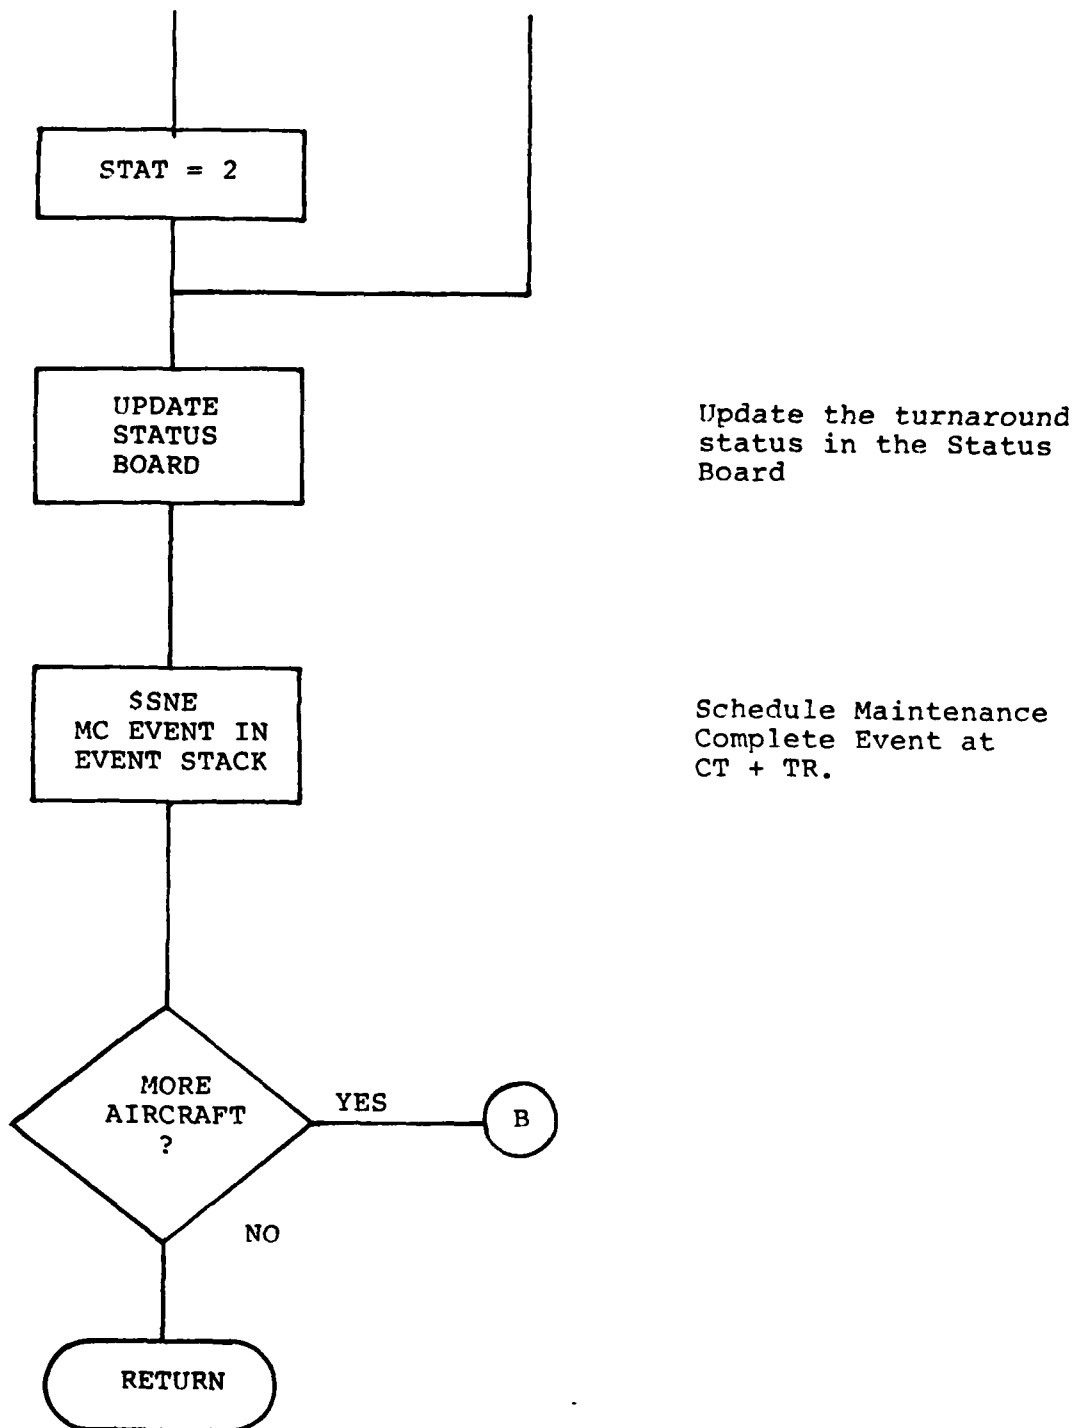 STAT = 2
UPDATE
STATUS
BOARD
Update the turnaround
status in the Status
Board
$SNE
MC EVENT IN
EVENT STACK
Schedule Maintenance
Complete Event at
CT + TR.
MORE
AIRCRAFT
?
YES
B
NO
RETURN